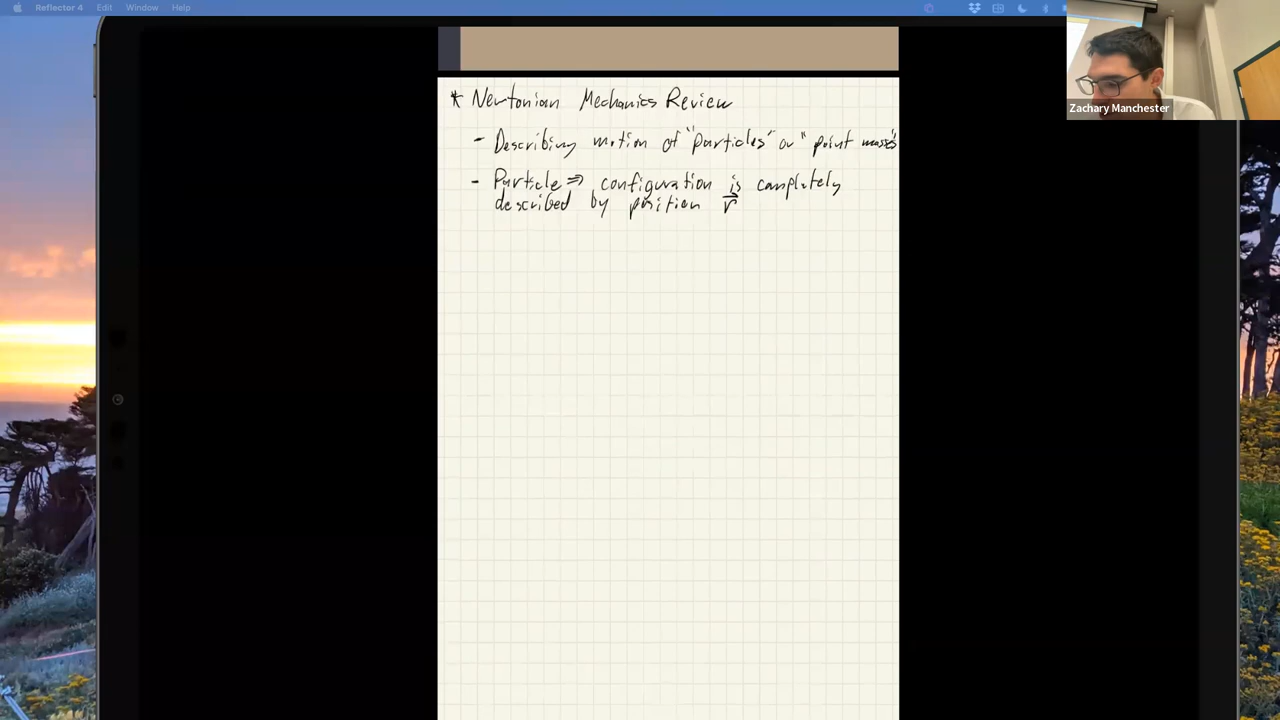 Reflector 4 Edit Window Help
Zachary Manchester
* Newtonian Mechanics Review
- Describing motion of "particles" or "point masses"
- Particle ⇒ configuration is completely
described by position r̄